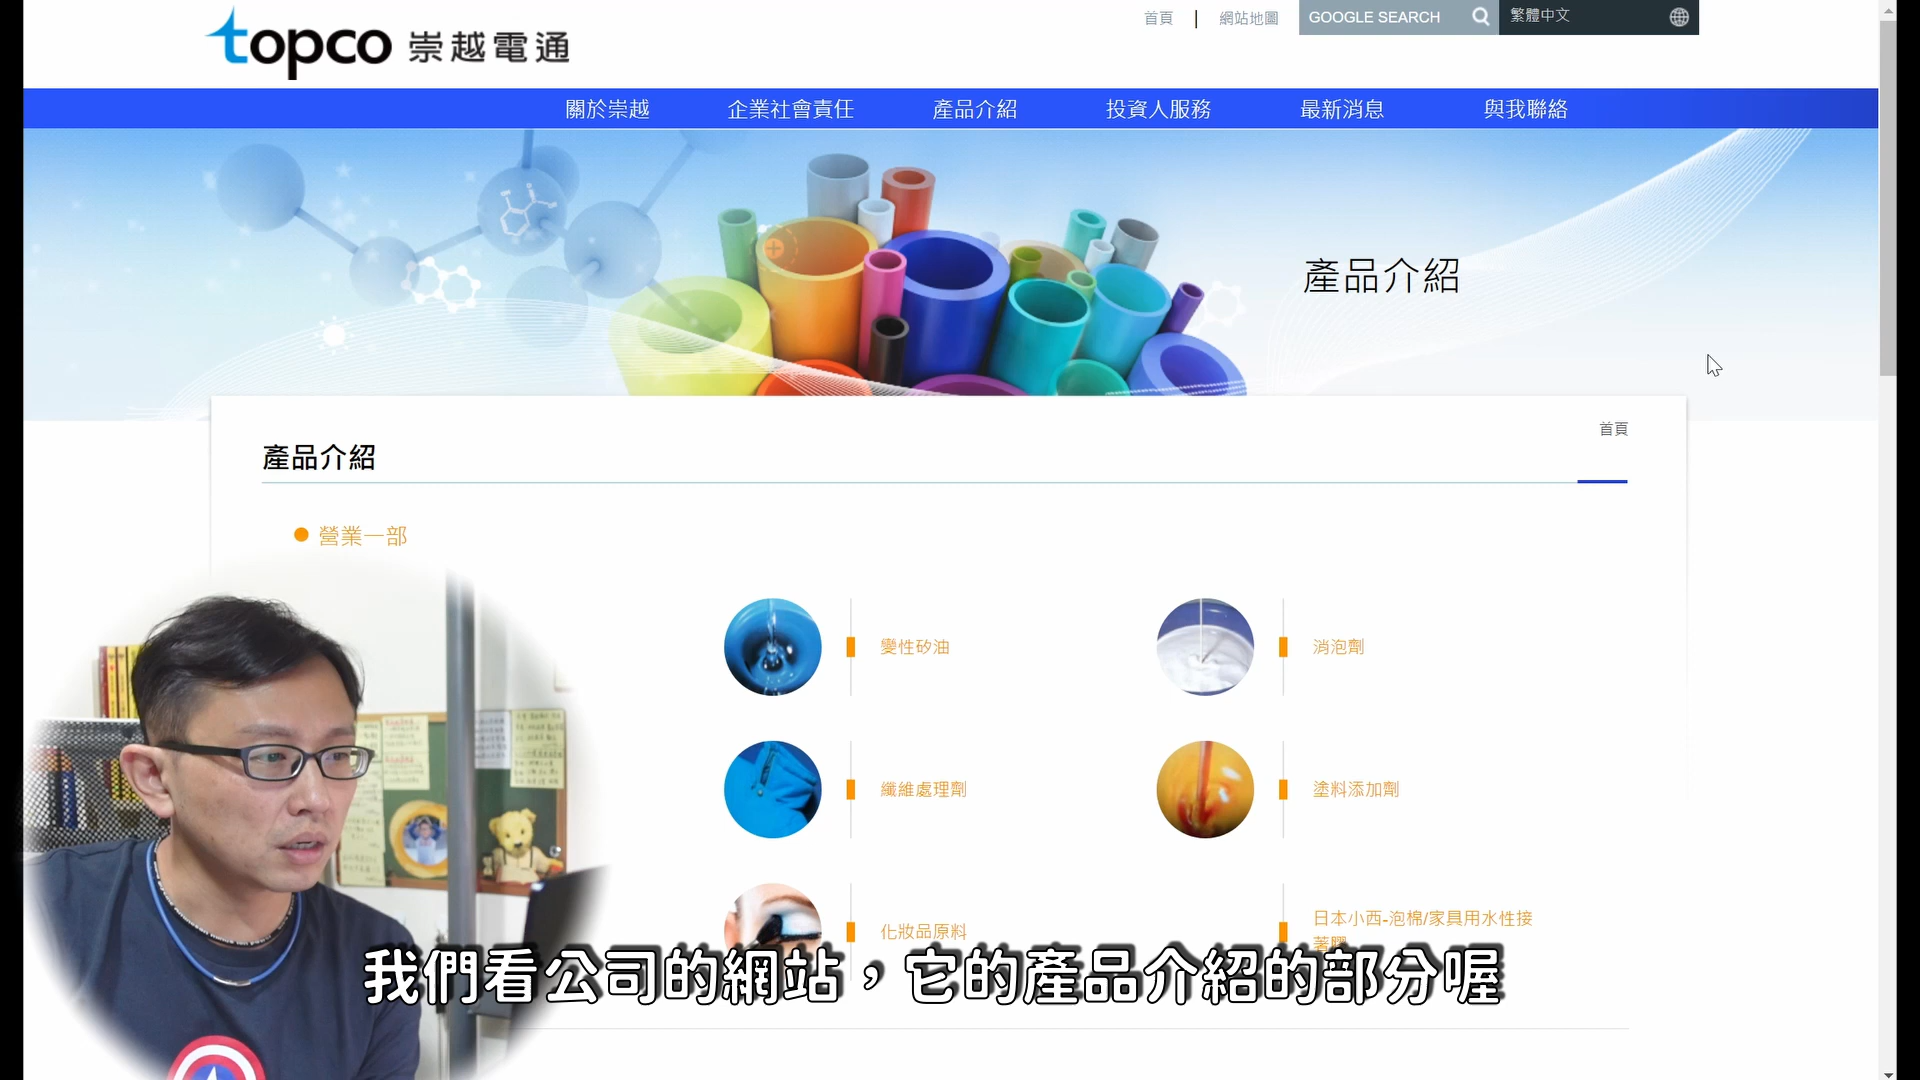 topco 崇越電通
首頁 | 網站地圖
GOOGLE SEARCH
繁體中文
關於崇越 企業社會責任 產品介紹 投資人服務 最新消息 與我聯絡
產品介紹
首頁
產品介紹
營業一部
變性矽油
消泡劑
纖維處理劑
塗料添加劑
化妝品原料
日本小西-泡棉/家具用水性接
著膠
我們看公司的網站，它的產品介紹的部分喔